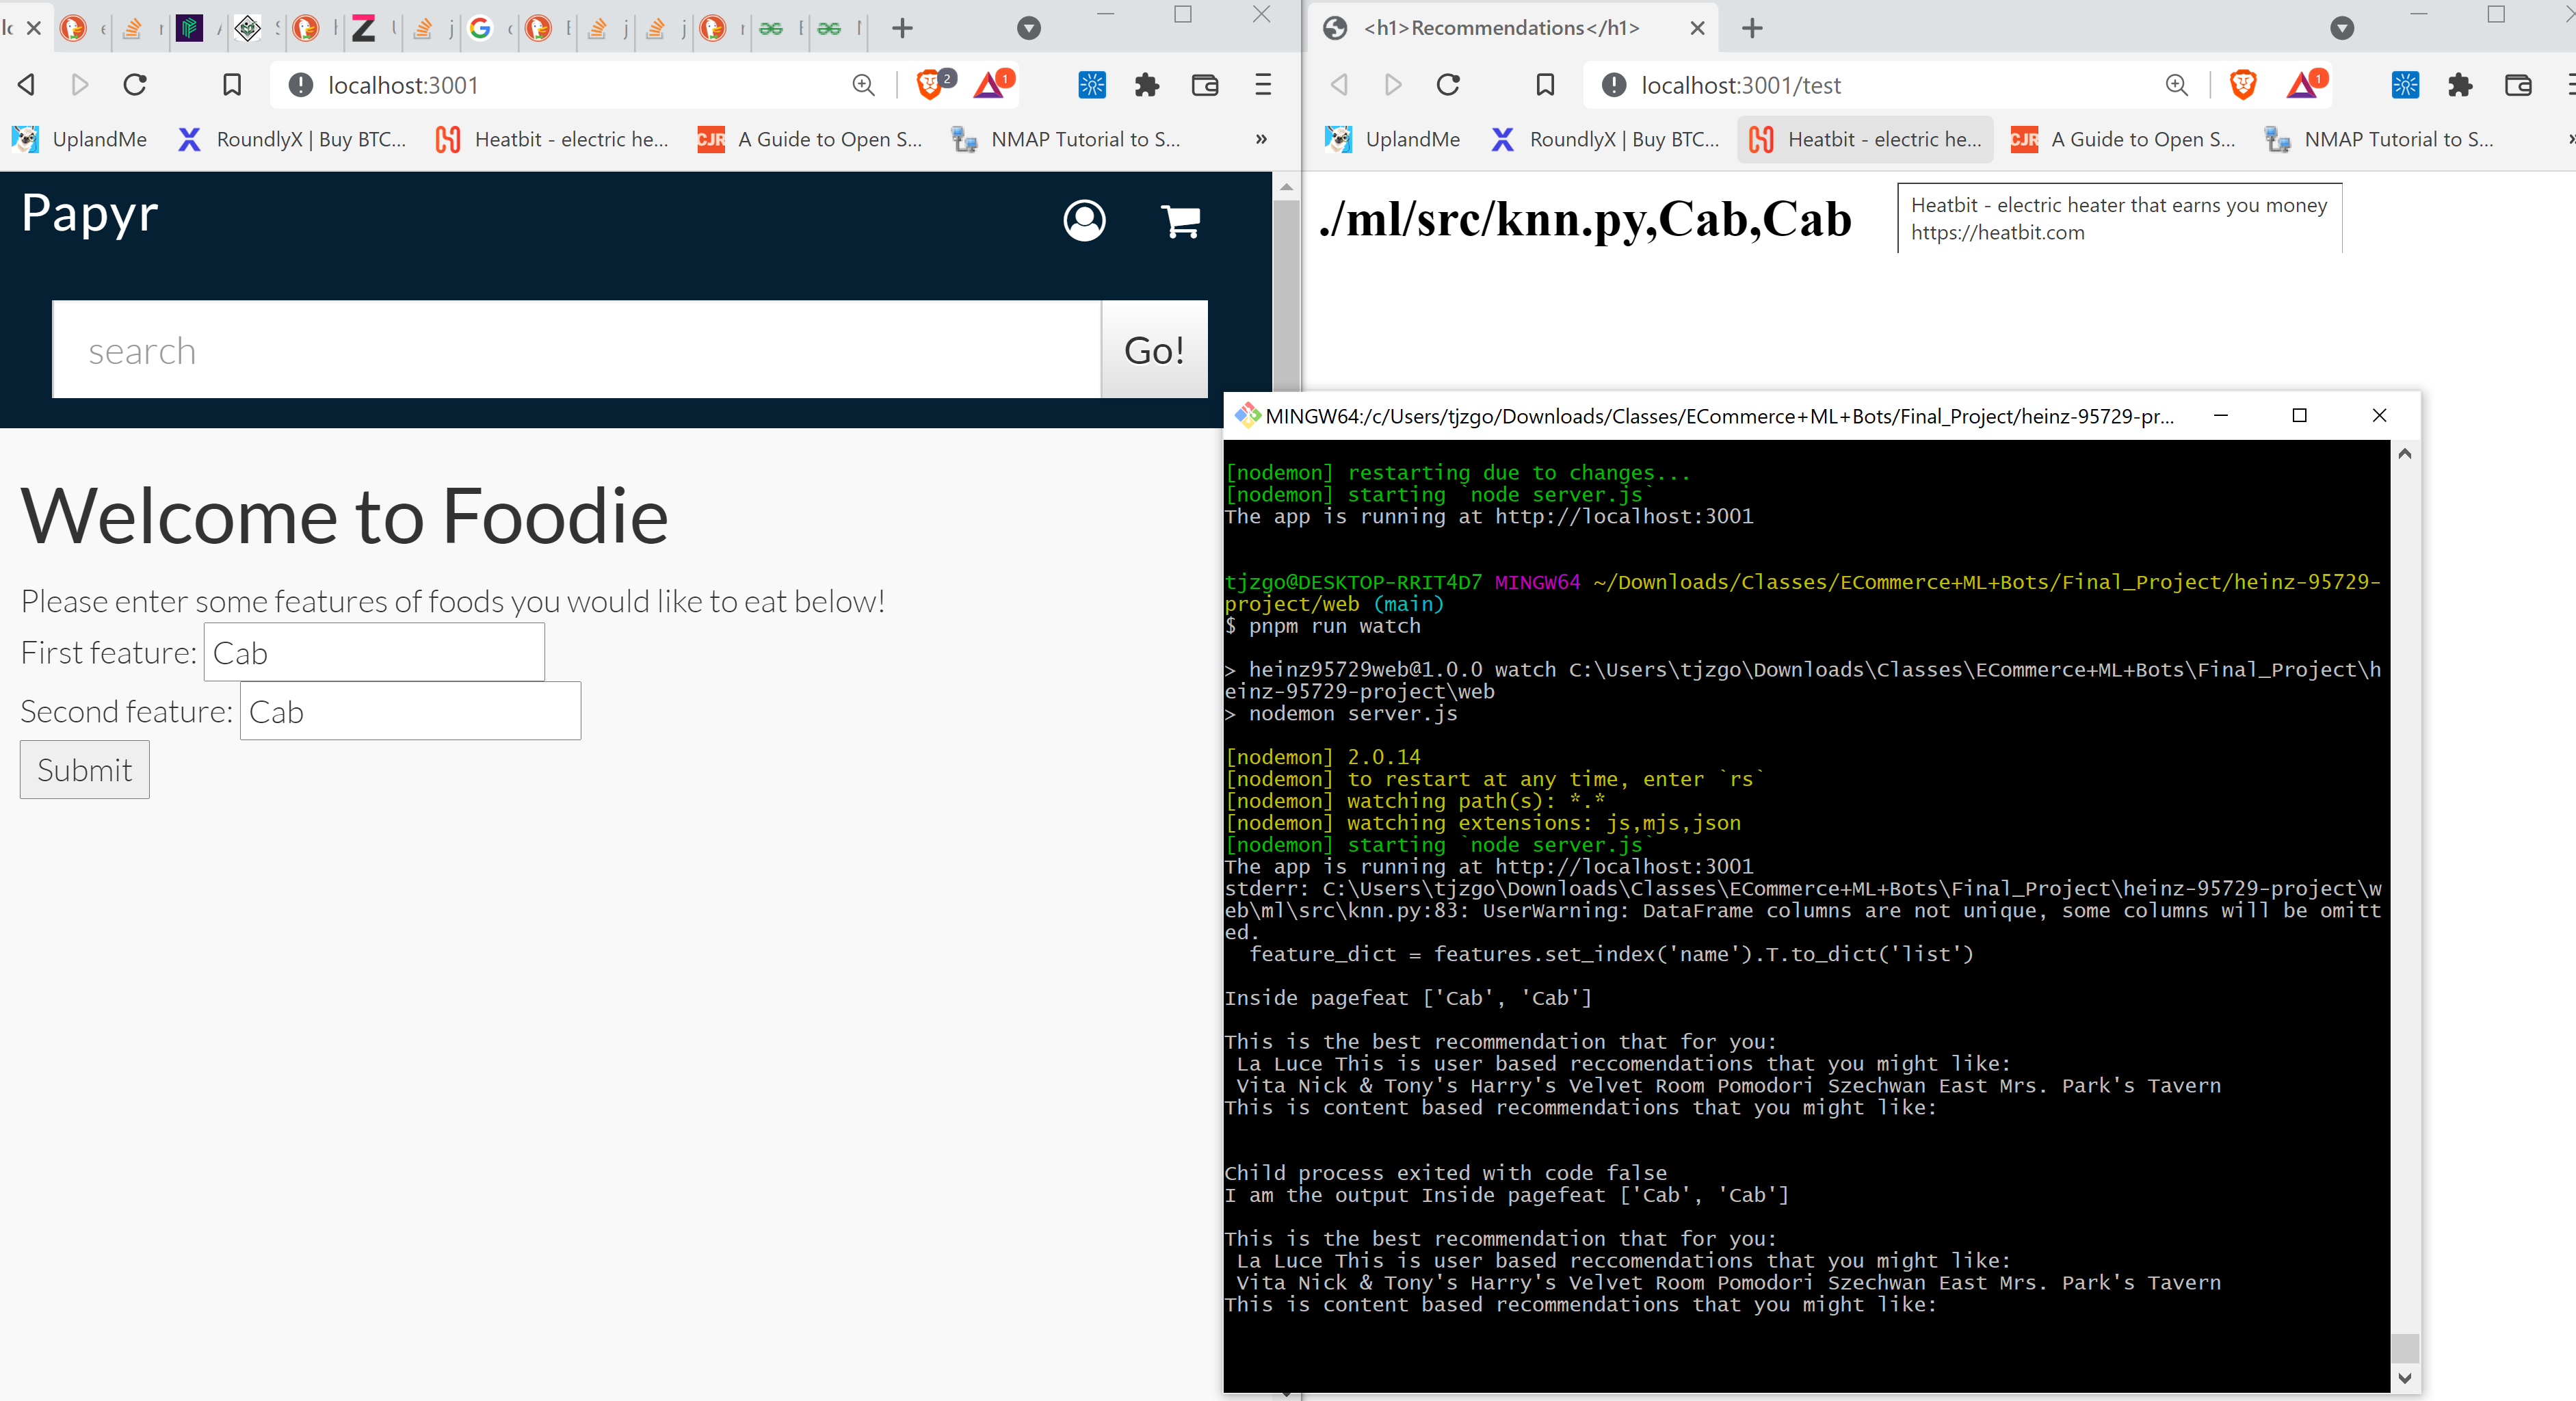 localhost:3001
UplandMe
RoundlyX | Buy BTC...
Heatbit - electric he...
CJR
A Guide to Open S...
NMAP Tutorial to S...
»
Papyr
search
Go!
Welcome to Foodie
Please enter some features of foods you would like to eat below!
First feature: Cab
Second feature: Cab
Submit
<h1>Recommendations</h1>
localhost:3001/test
UplandMe
RoundlyX | Buy BTC...
Heatbit - electric he...
CJR
A Guide to Open S...
NMAP Tutorial to S...
./ml/src/knn.py,Cab,Cab
Heatbit - electric heater that earns you money
https://heatbit.com
MINGW64:/c/Users/tjzgo/Downloads/Classes/ECommerce+ML+Bots/Final_Project/heinz-95729-pr...
[nodemon] restarting due to changes...
[nodemon] starting `node server.js`
The app is running at http://localhost:3001
tjzgo@DESKTOP-RRIT4D7 MINGW64 ~/Downloads/Classes/ECommerce+ML+Bots/Final_Project/heinz-95729-
project/web (main)
$ pnpm run watch
> heinz95729web@1.0.0 watch C:\Users\tjzgo\Downloads\Classes\ECommerce+ML+Bots\Final_Project\h
einz-95729-project\web
> nodemon server.js
[nodemon] 2.0.14
[nodemon] to restart at any time, enter `rs`
[nodemon] watching path(s): *.*
[nodemon] watching extensions: js,mjs,json
[nodemon] starting `node server.js`
The app is running at http://localhost:3001
stderr: C:\Users\tjzgo\Downloads\Classes\ECommerce+ML+Bots\Final_Project\heinz-95729-project\w
eb\ml\src\knn.py:83: UserWarning: DataFrame columns are not unique, some columns will be omitt
ed.
feature_dict = features.set_index('name').T.to_dict('list')
Inside pagefeat ['Cab', 'Cab']
This is the best recommendation that for you:
La Luce This is user based reccomendations that you might like:
Vita Nick & Tony's Harry's Velvet Room Pomodori Szechwan East Mrs. Park's Tavern
This is content based recommendations that you might like:
Child process exited with code false
I am the output Inside pagefeat ['Cab', 'Cab']
This is the best recommendation that for you:
La Luce This is user based reccomendations that you might like:
Vita Nick & Tony's Harry's Velvet Room Pomodori Szechwan East Mrs. Park's Tavern
This is content based recommendations that you might like: